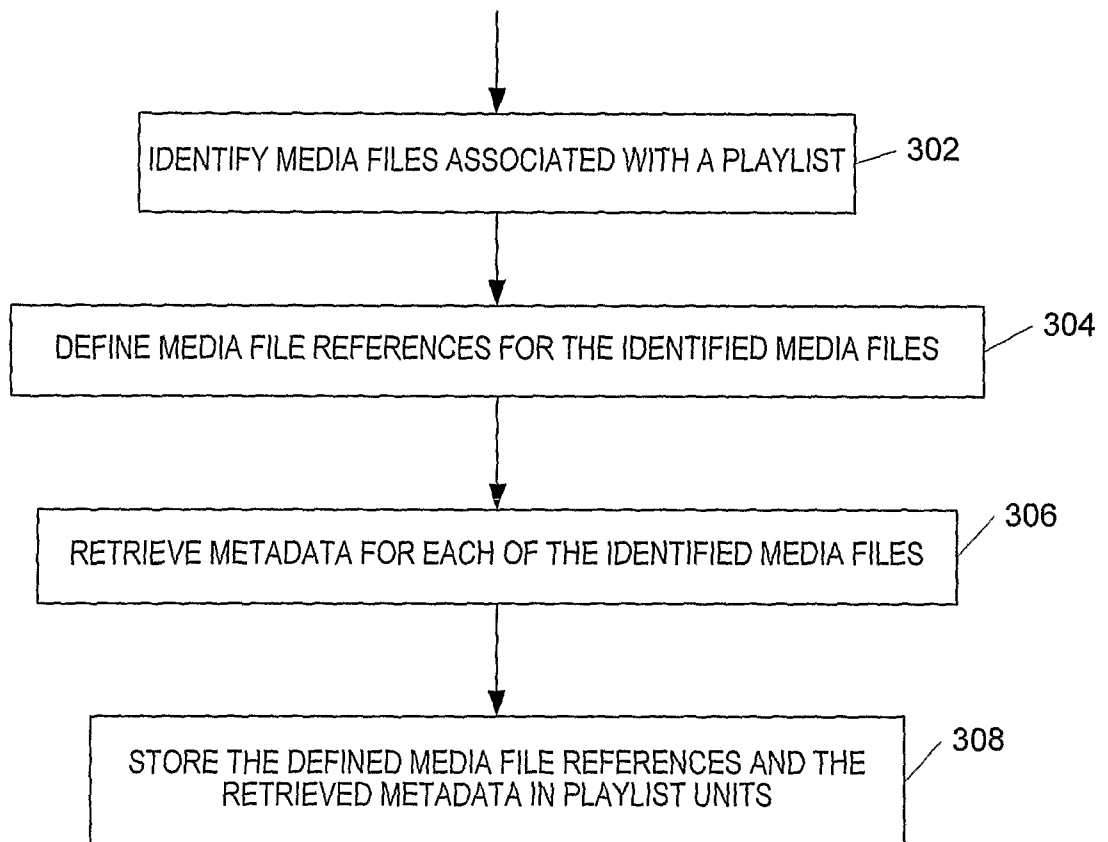 IDENTIFY MEDIA FILES ASSOCIATED WITH A PLAYLIST
302
DEFINE MEDIA FILE REFERENCES FOR THE IDENTIFIED MEDIA FILES
304
RETRIEVE METADATA FOR EACH OF THE IDENTIFIED MEDIA FILES
306
STORE THE DEFINED MEDIA FILE REFERENCES AND THE
RETRIEVED METADATA IN PLAYLIST UNITS
308